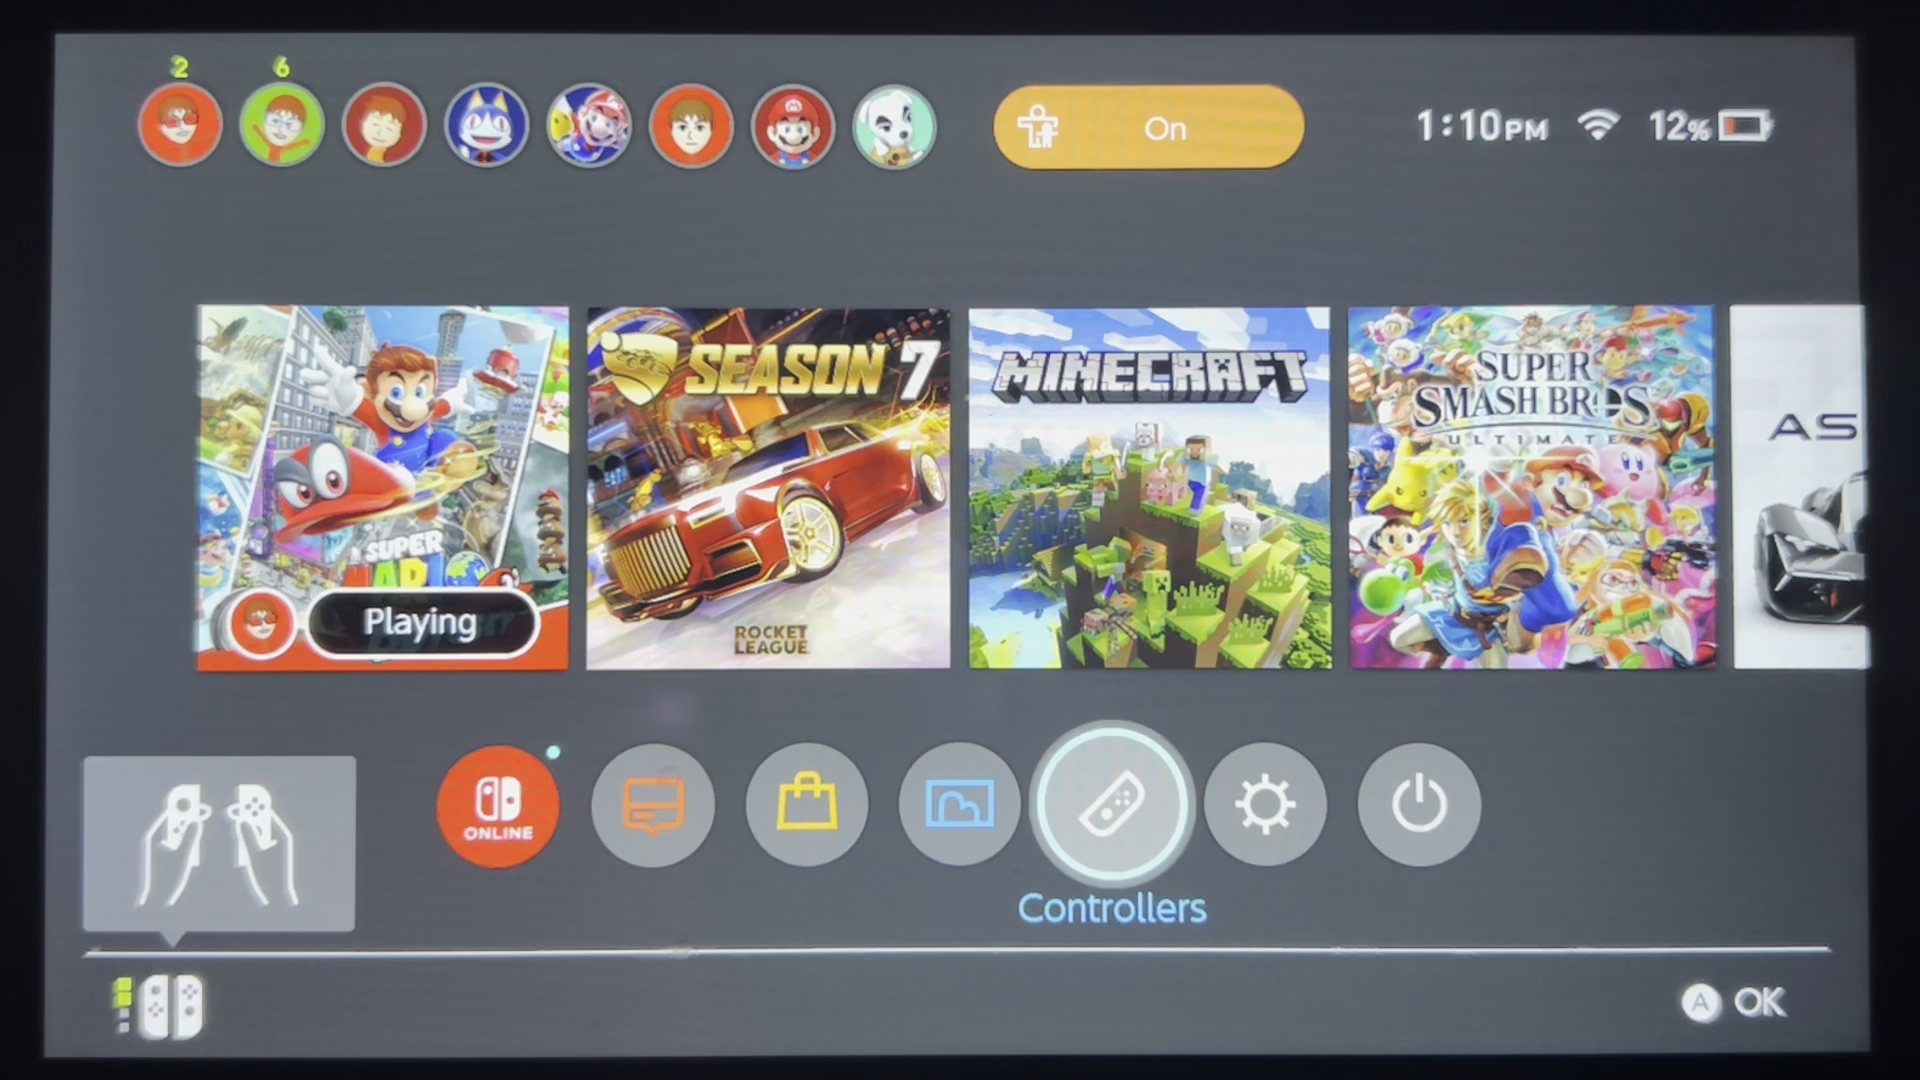 2
6
On
1:10PM
12%
SEASON 7
MINECRAFT
SUPER
SMASH BROS
ULTIMATE
AS
SUPER
Playing
ROCKET
LEAGUE
ONLINE
Controllers
A OK